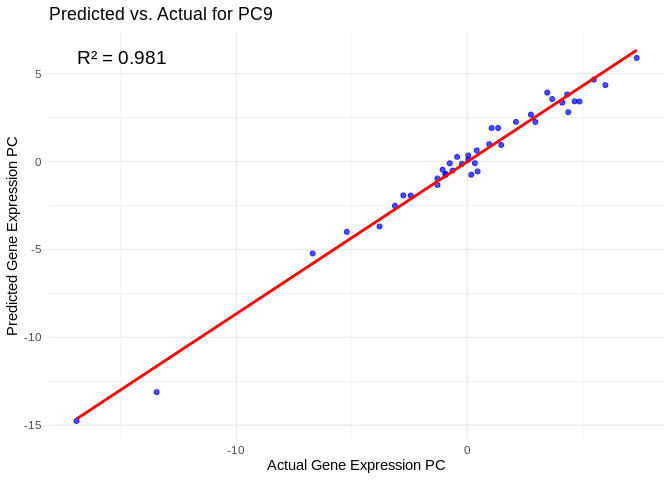 Predicted vs. Actual for PC9
R² = 0.981
5
0
-5
-10
-15
Predicted Gene Expression PC
-10
0
Actual Gene Expression PC